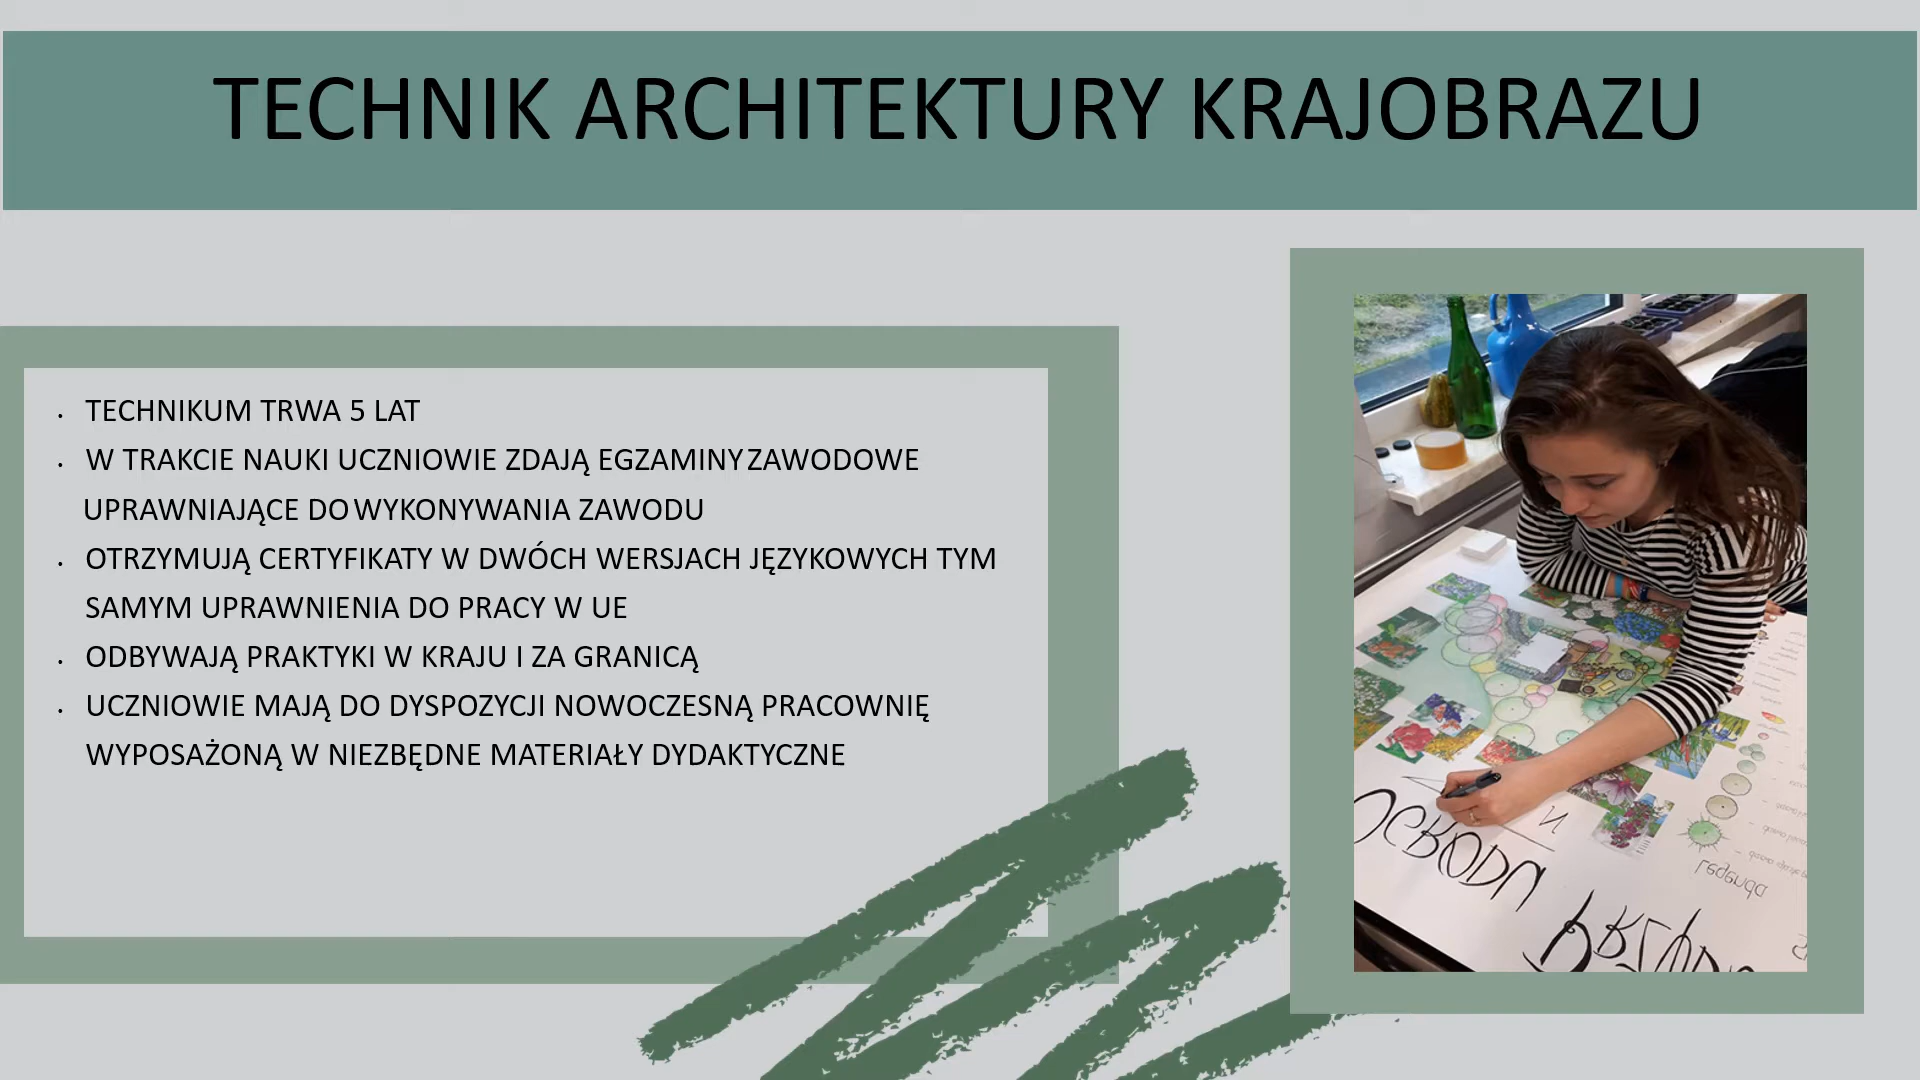 TECHNIK ARCHITEKTURY KRAJOBRAZU
• TECHNIKUM TRWA 5 LAT
• W TRAKCIE NAUKI UCZNIOWIE ZDAJĄ EGZAMINY ZAWODOWE
UPRAWNIAJĄCE DO WYKONYWANIA ZAWODU
• OTRZYMUJĄ CERTYFIKATY W DWÓCH WERSJACH JĘZYKOWYCH TYM
SAMYM UPRAWNIENIA DO PRACY W UE
• ODBYWAJĄ PRAKTYKI W KRAJU I ZA GRANICĄ
• UCZNIOWIE MAJĄ DO DYSPOZYCJI NOWOCZESNĄ PRACOWNIĘ
WYPOSAŻONĄ W NIEZBĘDNE MATERIAŁY DYDAKTYCZNE
Legenda
N
OGRODU